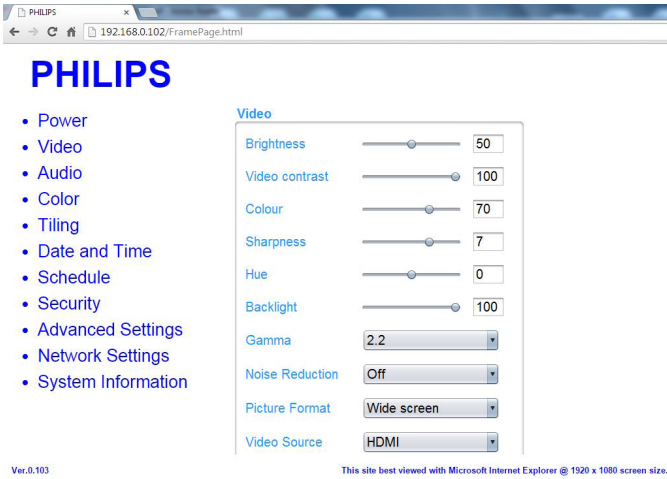 PHILIPS
192.168.0.102/FramePage.html
PHILIPS
Power
Video
Audio
Color
Tiling
Date and Time
Schedule
Security
Advanced Settings
Network Settings
System Information
Video
Brightness 50
Video contrast 100
Colour 70
Sharpness 7
Hue 0
Backlight 100
Gamma 2.2
Noise Reduction Off
Picture Format Wide screen
Video Source HDMI
Ver.0.103 This site best viewed with Microsoft Internet Explorer @ 1920 x 1080 screen size.